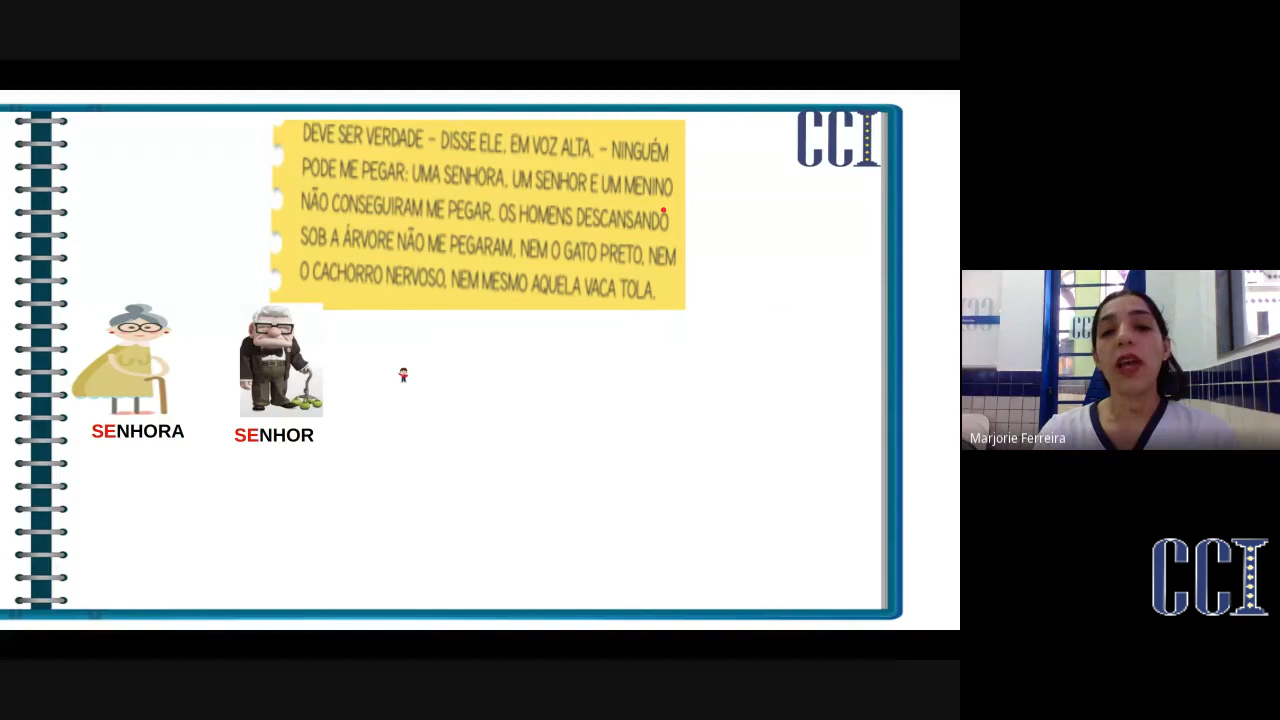 DEVE SER VERDADE - DISSE ELE, EM VOZ ALTA. - NINGUÉM
PODE ME PEGAR: UMA SENHORA, UM SENHOR E UM MENINO
NÃO CONSEGUIRAM ME PEGAR. OS HOMENS DESCANSANDO
SOB A ÁRVORE NÃO ME PEGARAM, NEM O GATO PRETO, NEM
O CACHORRO NERVOSO, NEM MESMO AQUELA VACA TOLA.
CCI
SENHORA
SENHOR
Marjorie Ferreira
CCI